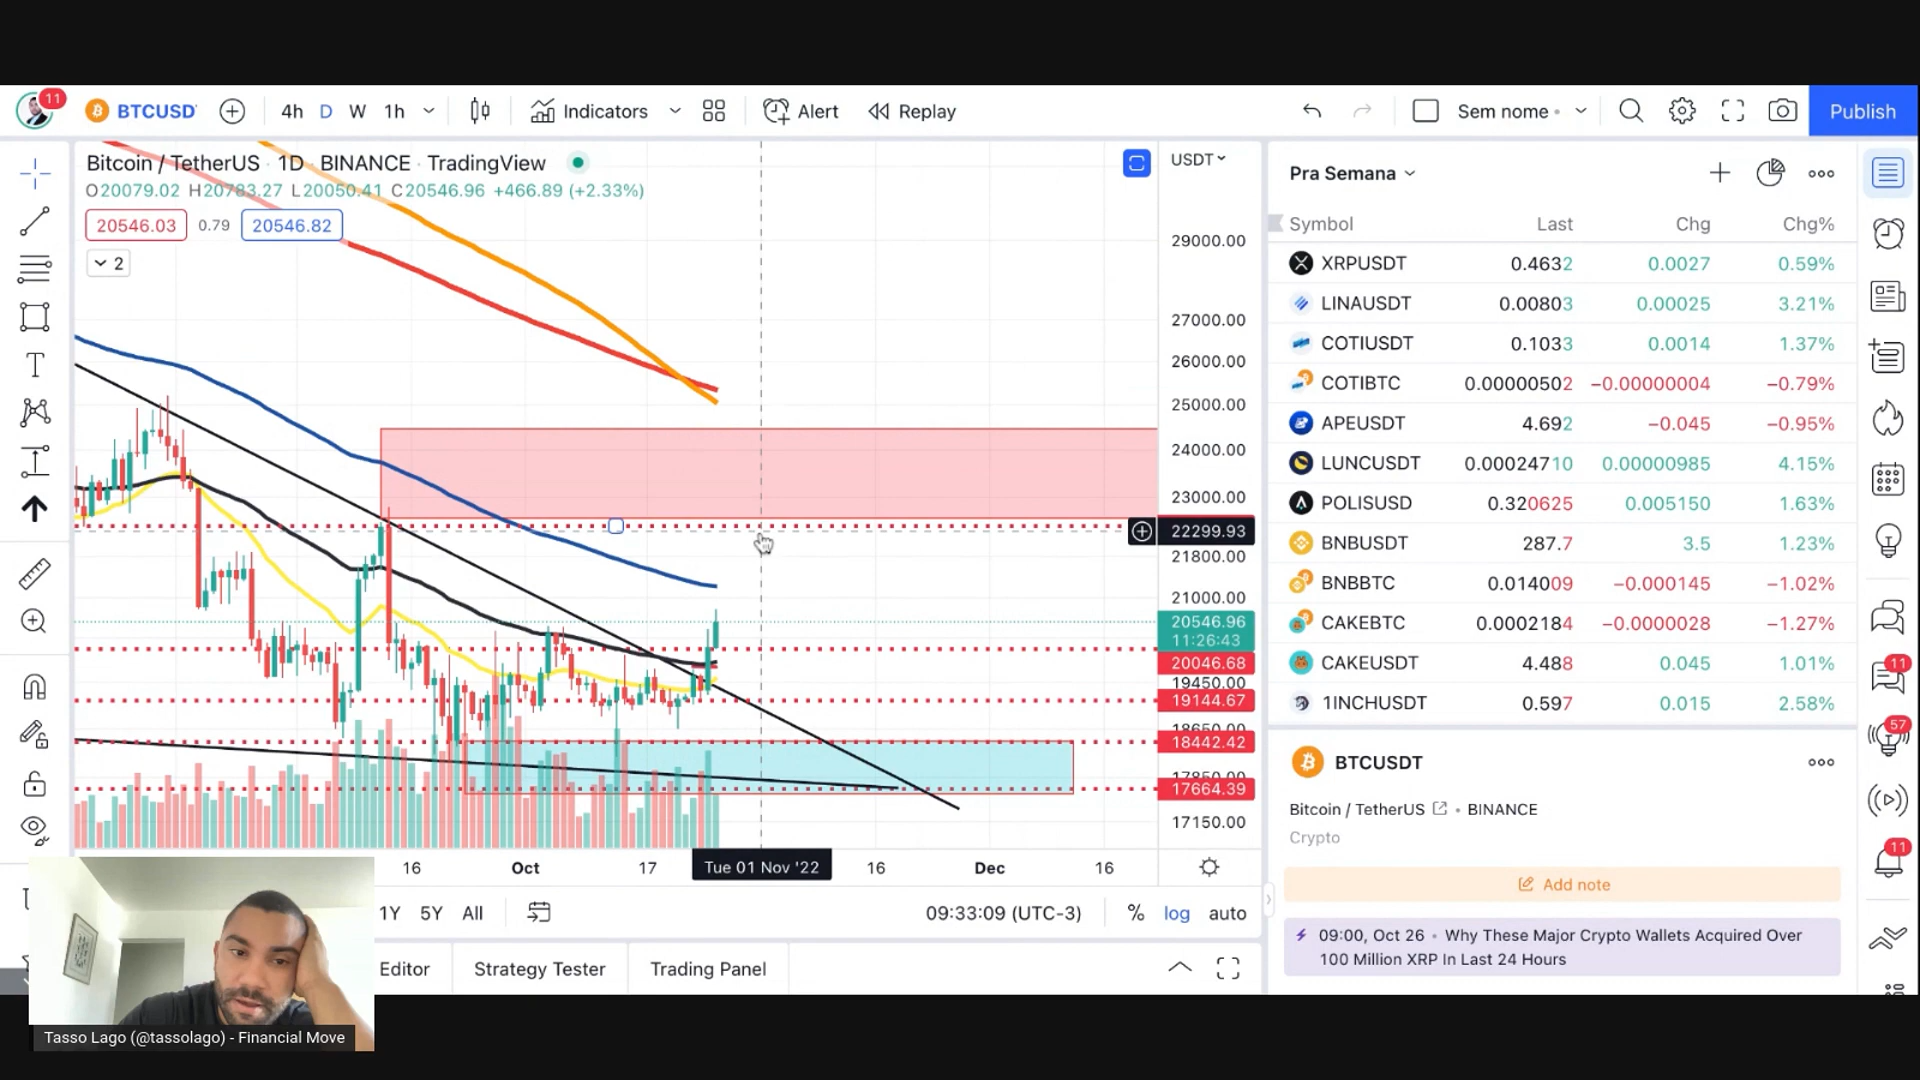 11
BTCUSD
4h D W 1h
Indicators
Alert
Replay
Sem nome
Publish
Bitcoin / TetherUS · 1D · BINANCE · TradingView
O20079.02 H20783.27 L20050.41 C20546.96 +466.89 (+2.33%)
20546.03 0.79 20546.82
2
USDT
29000.00
27000.00
26000.00
25000.00
24000.00
23000.00
22299.93
21800.00
21000.00
20546.96
11:26:43
20046.68
19450.00
19144.67
18650.00
18442.42
17850.00
17664.39
17150.00
16 Oct 17 Tue 01 Nov '22 16 Dec 16
1Y 5Y All
09:33:09 (UTC-3) % log auto
Editor Strategy Tester Trading Panel
Pra Semana
Symbol Last Chg Chg%
XRPUSDT 0.4632 0.0027 0.59%
LINAUSDT 0.00803 0.00025 3.21%
COTIUSDT 0.1033 0.0014 1.37%
COTIBTC 0.00000502 −0.00000004 −0.79%
APEUSDT 4.692 −0.045 −0.95%
LUNCUSDT 0.00024710 0.00000985 4.15%
POLISUSD 0.320625 0.005150 1.63%
BNBUSDT 287.7 3.5 1.23%
BNBBTC 0.014009 −0.000145 −1.02%
CAKEBTC 0.0002184 −0.0000028 −1.27%
CAKEUSDT 4.488 0.045 1.01%
1INCHUSDT 0.597 0.015 2.58%
BTCUSDT
Bitcoin / TetherUS • BINANCE
Crypto
Add note
09:00, Oct 26 • Why These Major Crypto Wallets Acquired Over
100 Million XRP In Last 24 Hours
11
57
11
Tasso Lago (@tassolago) - Financial Move